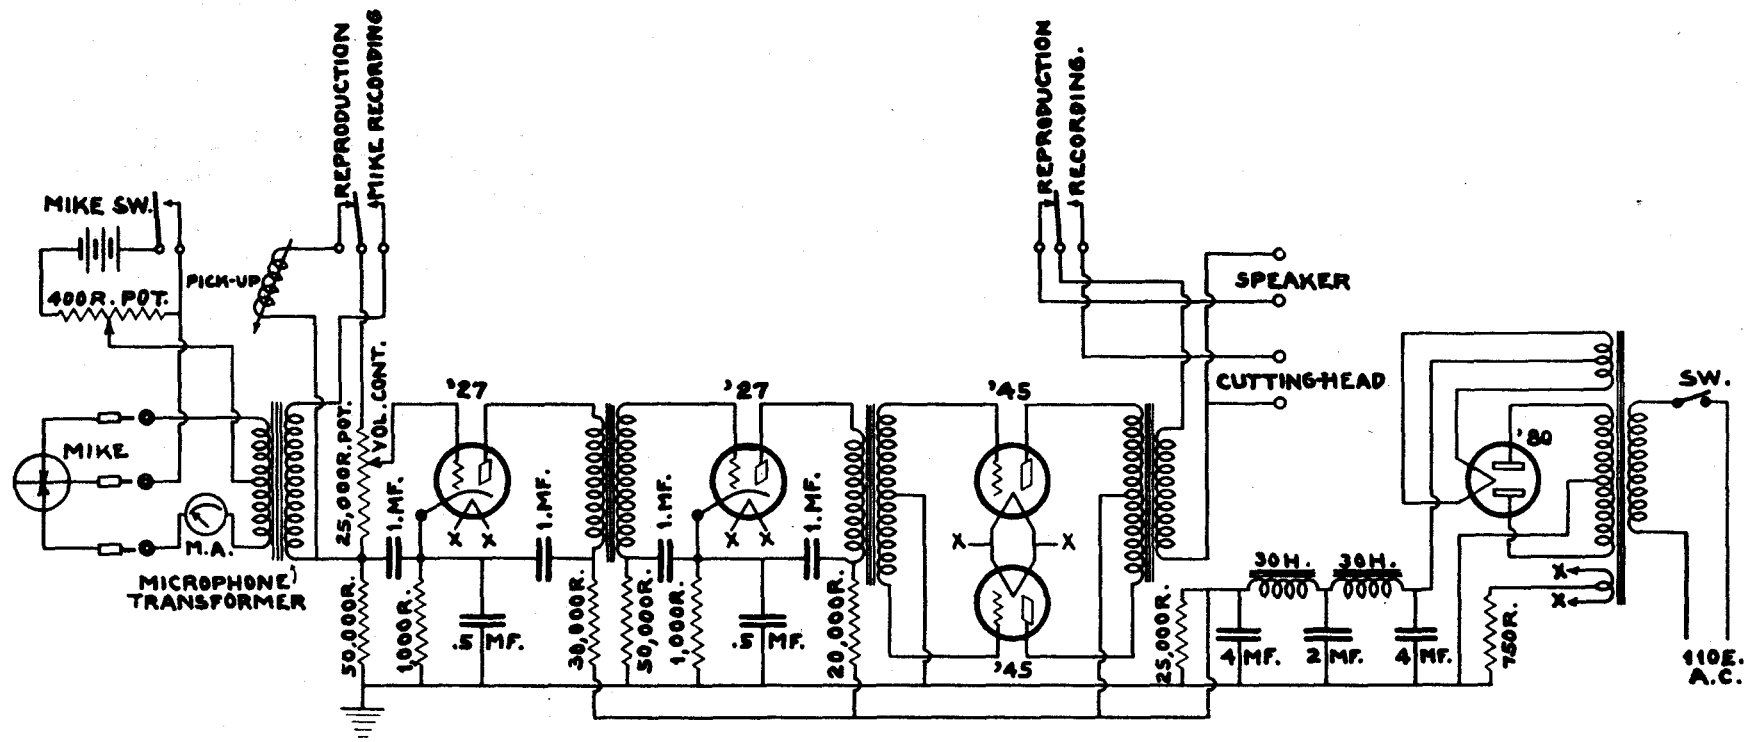 REPRODUCTION
MIKE RECORDING
REPRODUCTION
RECORDING.
MIKE SW.
PICK-UP
400R. POT.
SPEAKER
CUTTING-HEAD
SW.
25,000R. POT.
VOL. CONT.
'27
'27
'45
'80
MIKE
M.A.
1. MF.
1. MF.
1. MF.
1. MF.
X X
X X
X X
MICROPHONE
TRANSFORMER
30H.
30H.
X
X
50,000R.
1000R.
.5 MF.
30,000R.
50,000R.
1,000R.
.5 MF.
20,000R.
'45
25,000R.
4 MF.
2 MF.
4 MF.
750R.
110E.
A.C.